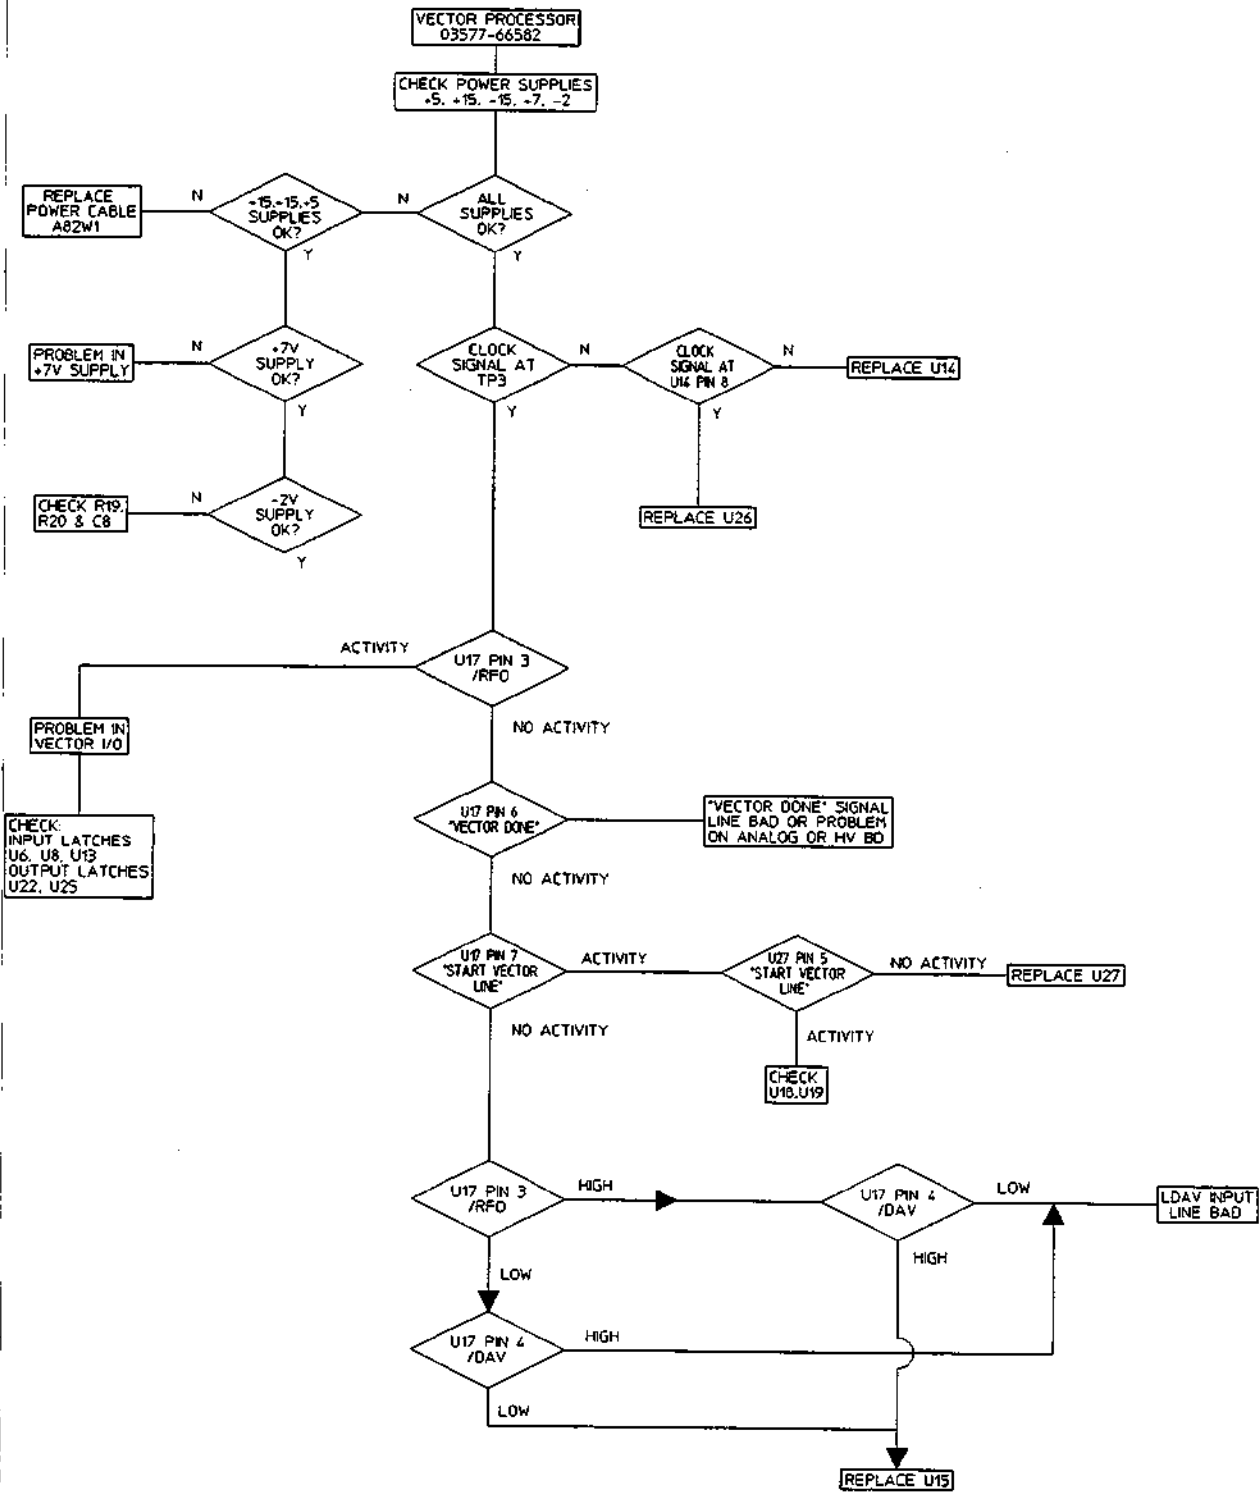 VECTOR PROCESSOR
03577-66582
CHECK POWER SUPPLIES
+5, +15, -15, +7, -2
ALL
SUPPLIES
OK?
N
Y
+15,-15,+5
SUPPLIES
OK?
N
Y
REPLACE
POWER CABLE
A82W1
+7V
SUPPLY
OK?
N
Y
PROBLEM IN
+7V SUPPLY
-2V
SUPPLY
OK?
N
Y
CHECK R19,
R20 & C8
CLOCK
SIGNAL AT
TP3
N
Y
CLOCK
SIGNAL AT
U14 PIN 8
N
Y
REPLACE U14
REPLACE U26
U17 PIN 3
/RFO
ACTIVITY
NO ACTIVITY
PROBLEM IN
VECTOR I/O
CHECK:
INPUT LATCHES
U6, U8, U13
OUTPUT LATCHES
U22, U25
U17 PIN 6
"VECTOR DONE"
NO ACTIVITY
"VECTOR DONE" SIGNAL
LINE BAD OR PROBLEM
ON ANALOG OR HV BD
U17 PIN 7
"START VECTOR
LINE"
ACTIVITY
NO ACTIVITY
U27 PIN 5
"START VECTOR
LINE"
NO ACTIVITY
REPLACE U27
ACTIVITY
CHECK
U18,U19
U17 PIN 3
/RFO
HIGH
LOW
U17 PIN 4
/DAV
LOW
HIGH
LDAV INPUT
LINE BAD
U17 PIN 4
/DAV
HIGH
LOW
REPLACE U15